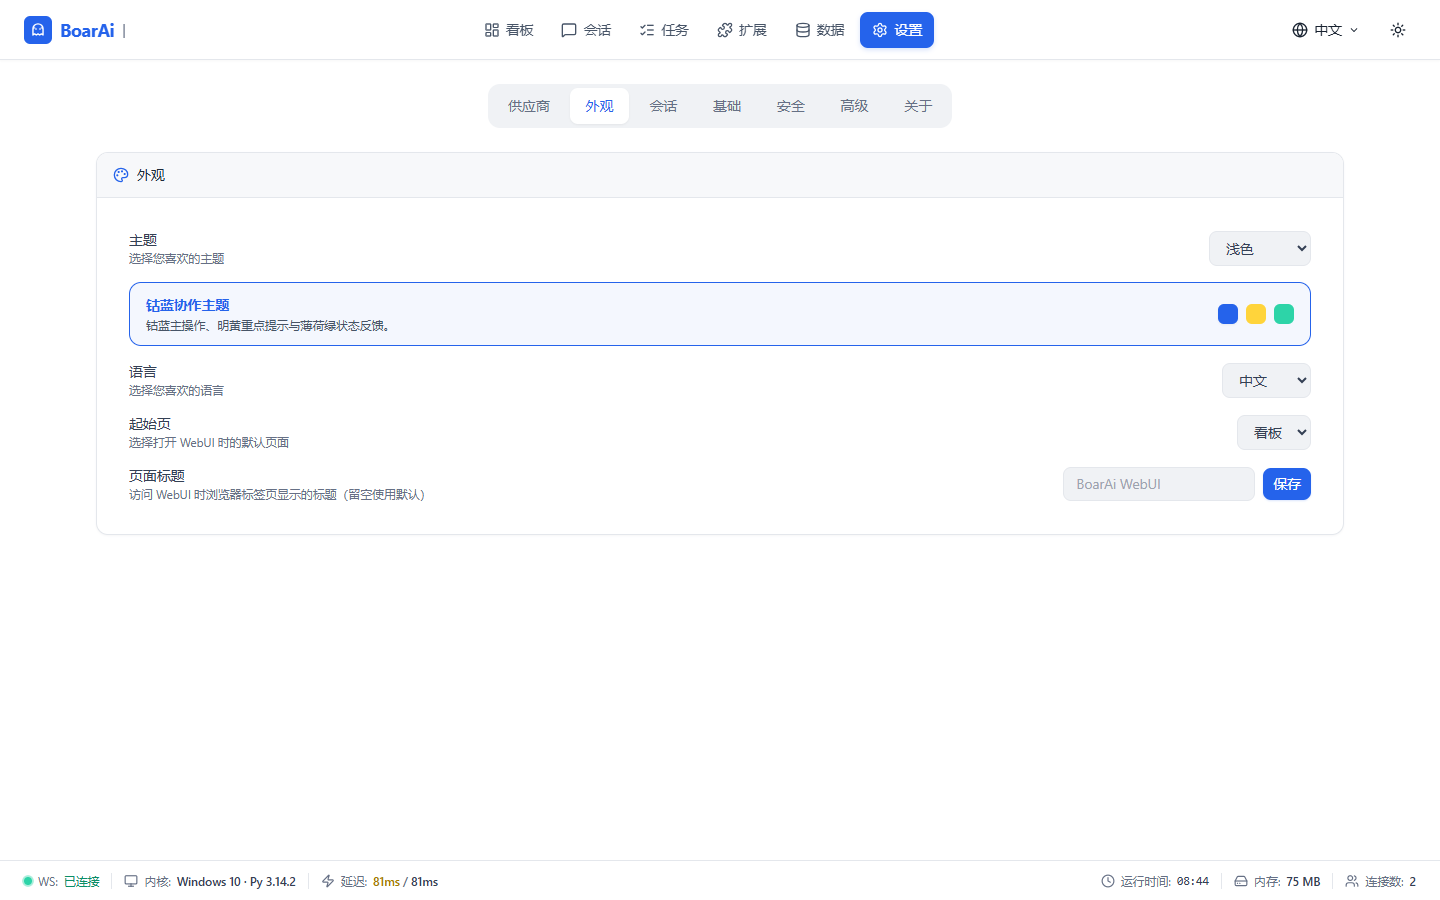 BoarAi |
看板
会话
任务
扩展
数据
设置
中文
供应商
外观
会话
基础
安全
高级
关于
外观
主题
选择您喜欢的主题
浅色
钴蓝协作主题
钴蓝主操作、明黄重点提示与薄荷绿状态反馈。
语言
选择您喜欢的语言
中文
起始页
选择打开 WebUI 时的默认页面
看板
页面标题
访问 WebUI 时浏览器标签页显示的标题（留空使用默认）
BoarAi WebUI
保存
WS: 已连接
内核: Windows 10 · Py 3.14.2
延迟: 81ms / 81ms
运行时间: 08:44
内存: 75 MB
连接数: 2